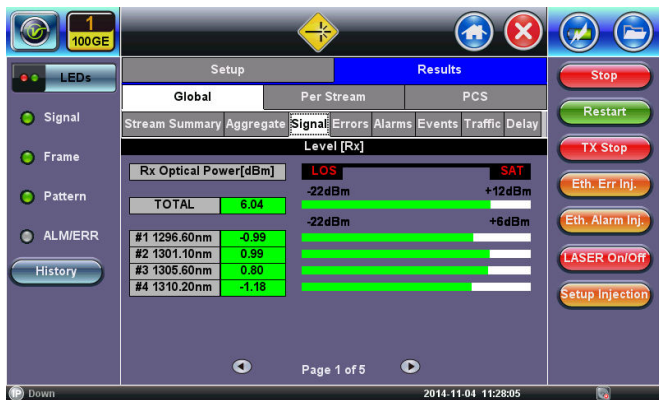 1
100GE
LEDs
Signal
Frame
Pattern
ALM/ERR
History
Setup Results
Global Per Stream PCS
Stream Summary Aggregate Signal Errors Alarms Events Traffic Delay
Level [Rx]
Rx Optical Power[dBm] LOS SAT
-22dBm +12dBm
TOTAL 6.04
-22dBm +6dBm
#1 1296.60nm -0.99
#2 1301.10nm 0.99
#3 1305.60nm 0.80
#4 1310.20nm -1.18
Page 1 of 5
Stop
Restart
TX Stop
Eth. Err Inj.
Eth. Alarm Inj.
LASER On/Off
Setup Injection
IP Down 2014-11-04 11:28:05